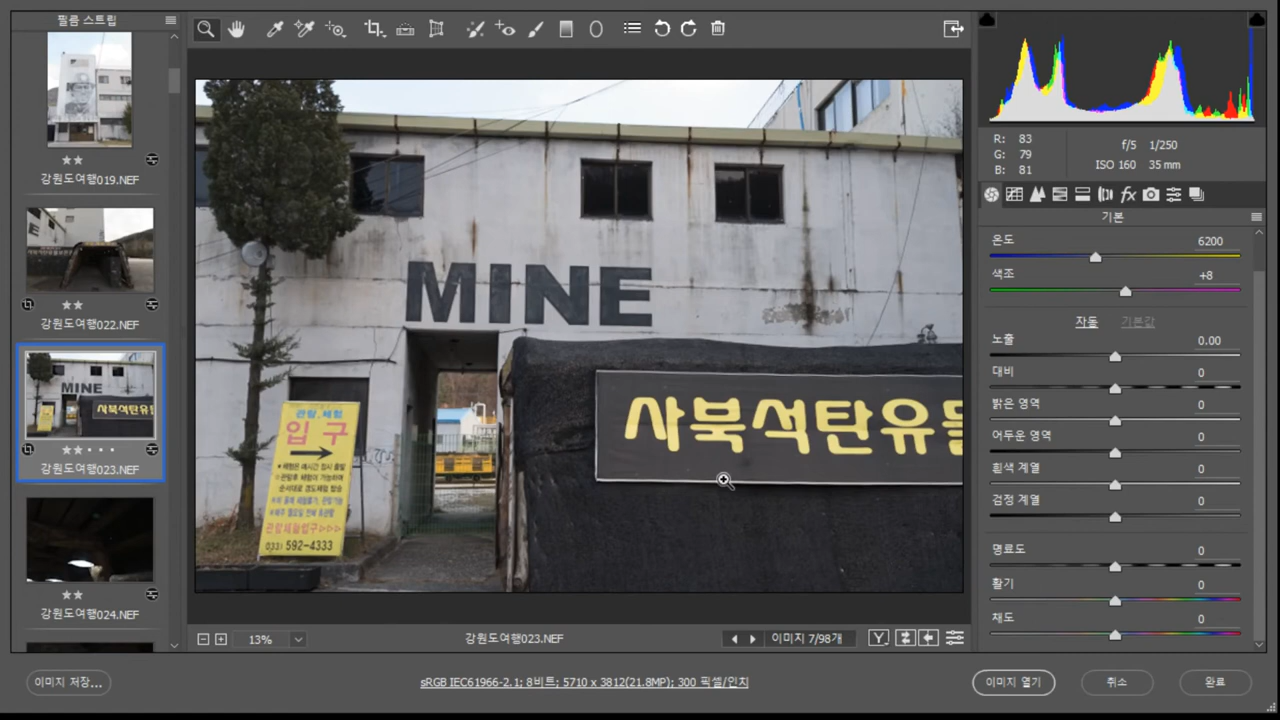 필름 스트립
강원도여행019.NEF
강원도여행022.NEF
강원도여행023.NEF
강원도여행024.NEF
MINE
사북석탄유물
관람, 체험
입구
관람체험입구▷▷▷
033) 592-4333
13%
강원도여행023.NEF
이미지 7/98개
Y
R: 83
G: 79
B: 81
f/5 1/250
ISO 160 35 mm
fx
기본
온도 6200
색조 +8
자동 기본값
노출 0.00
대비 0
밝은 영역 0
어두운 영역 0
흰색 계열 0
검정 계열 0
명료도 0
활기 0
채도 0
이미지 저장...
sRGB IEC61966-2.1; 8비트; 5710 x 3812(21.8MP); 300 픽셀/인치
이미지 열기
취소
완료